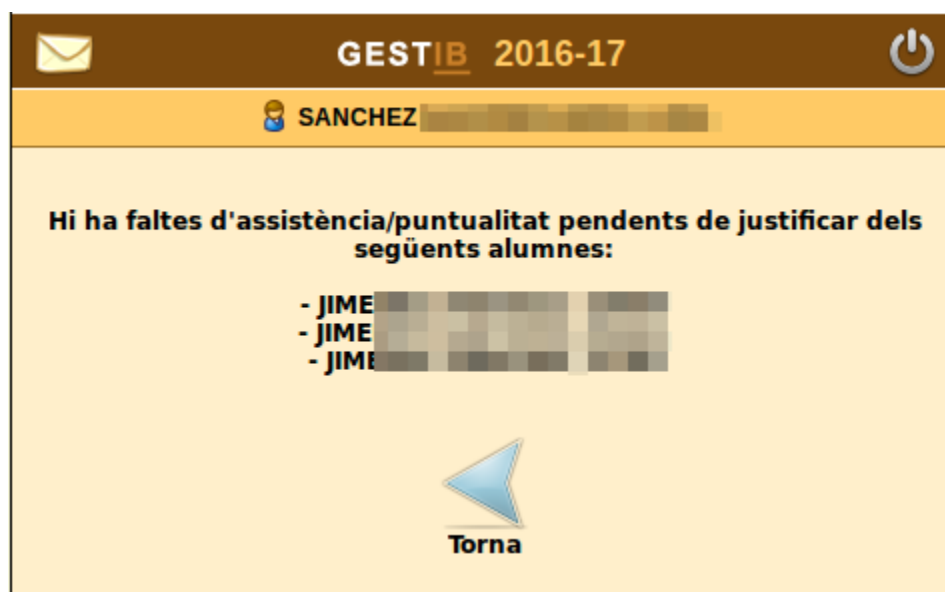 GESTIB 2016-17
SANCHEZ
Hi ha faltes d'assistència/puntualitat pendents de justificar dels
següents alumnes:
- JIME
- JIME
- JIME
Torna